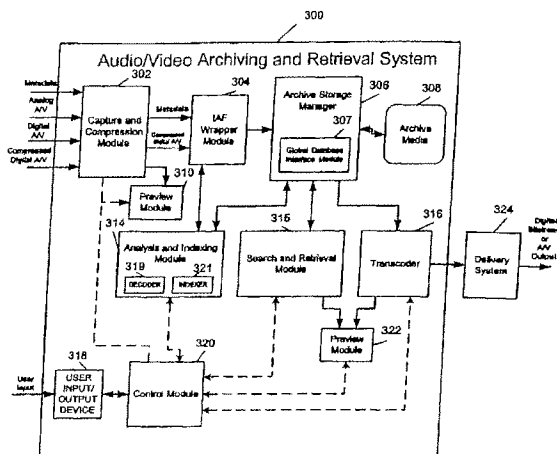 300
Audio/Video Archiving and Retrieval System
302
304
306
308
Metadata
Analog
A/V
Digital
A/V
Compressed
Digital A/V
Capture and
Compression
Module
Metadata
Compressed
Digital A/V
IAF
Wrapper
Module
Archive Storage
Manager
307
Global Database
Interface Module
Archive
Media
310
Preview
Module
314
Analysis and Indexing
Module
319
321
DECODER
INDEXER
315
Search and Retrieval
Module
316
Transcoder
324
Delivery
System
Digital
Bitstream
or
A/V
Output
322
Preview
Module
320
Control Module
318
User
Input
USER
INPUT/
OUTPUT
DEVICE